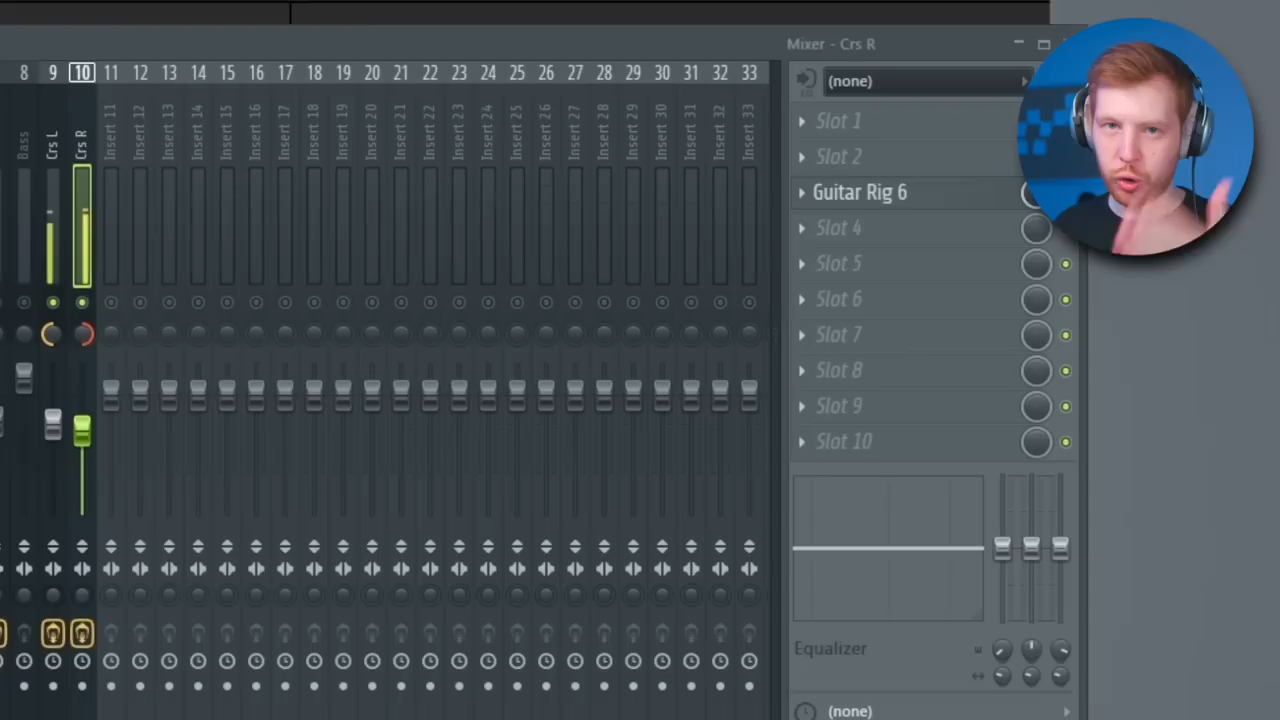 Mixer - Crs R
8 9 10 11 12 13 14 15 16 17 18 19 20 21 22 23 24 25 26 27 28 29 30 31 32 33
(none)
Bass
Crs L
Crs R
Insert 11
Insert 12
Insert 13
Insert 14
Insert 15
Insert 16
Insert 17
Insert 18
Insert 19
Insert 20
Insert 21
Insert 22
Insert 23
Insert 24
Insert 25
Insert 26
Insert 27
Insert 28
Insert 29
Insert 30
Insert 31
Insert 32
Insert 33
Slot 1
Slot 2
Guitar Rig 6
Slot 4
Slot 5
Slot 6
Slot 7
Slot 8
Slot 9
Slot 10
Equalizer
(none)